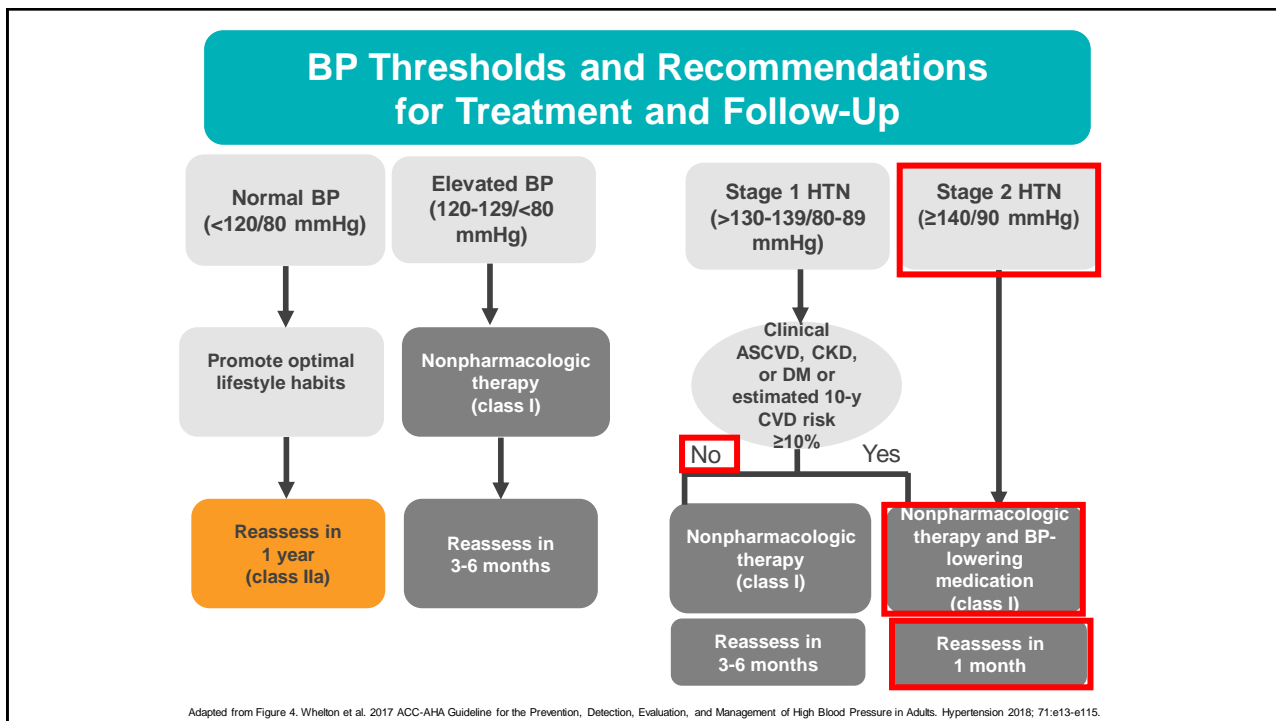 BP Thresholds and Recommendations
for Treatment and Follow-Up
Normal BP
(<120/80 mmHg)
Elevated BP
(120-129/<80
mmHg)
Stage 1 HTN
(>130-139/80-89
mmHg)
Stage 2 HTN
(≥140/90 mmHg)
Promote optimal
lifestyle habits
Nonpharmacologic
therapy
(class I)
Clinical
ASCVD, CKD,
or DM or
estimated 10-y
CVD risk
≥10%
No
Yes
Reassess in
1 year
(class IIa)
Reassess in
3-6 months
Nonpharmacologic
therapy
(class I)
Nonpharmacologic
therapy and BP-
lowering
medication
(class I)
Reassess in
3-6 months
Reassess in
1 month
Adapted from Figure 4. Whelton et al. 2017 ACC-AHA Guideline for the Prevention, Detection, Evaluation, and Management of High Blood Pressure in Adults. Hypertension 2018; 71:e13-e115.